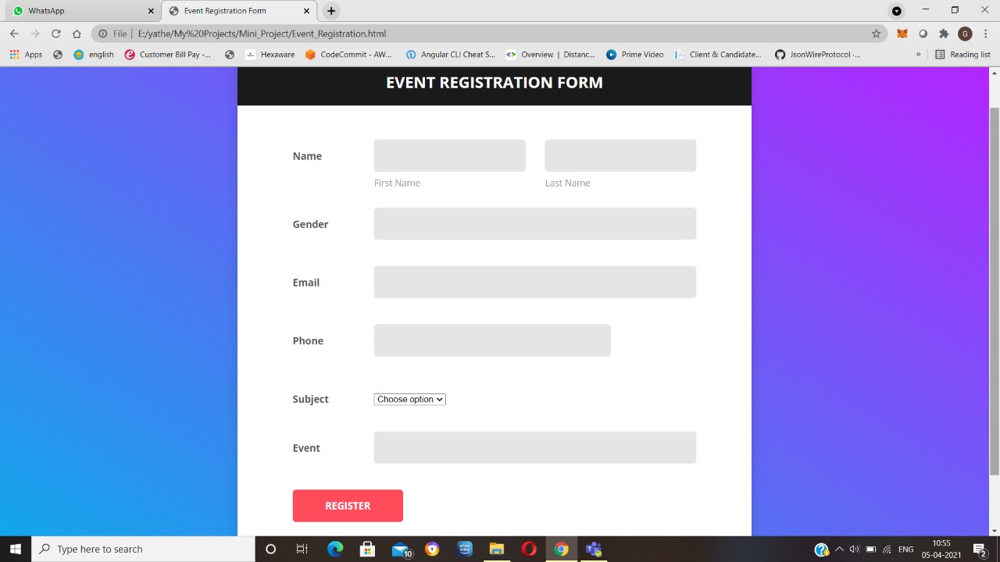 WhatsApp
Event Registration Form
File | E:/yathe/My%20Projects/Mini_Project/Event_Registration.html
G
Apps english Customer Bill Pay -... Hexaware CodeCommit - AW... Angular CLI Cheat S... Overview | Distanc... Prime Video Client & Candidate... JsonWireProtocol ·... » Reading list
EVENT REGISTRATION FORM
Name
First Name Last Name
Gender
Email
Phone
Subject Choose option
Event
REGISTER
Type here to search
10
prime video
ENG
10:55
05-04-2021
2